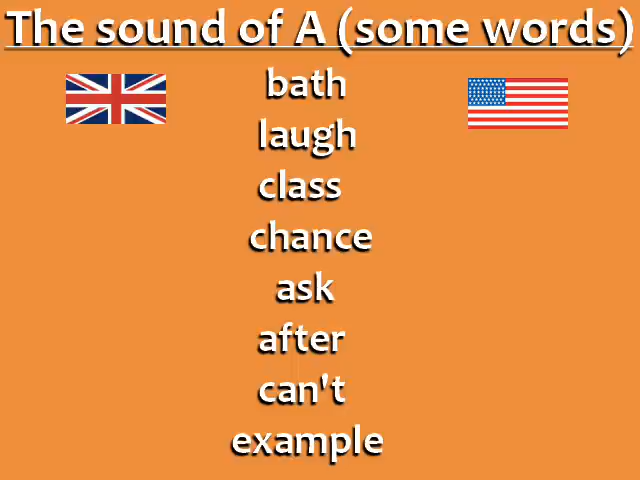 The sound of A (some words)
bath
laugh
class
chance
ask
after
can't
example